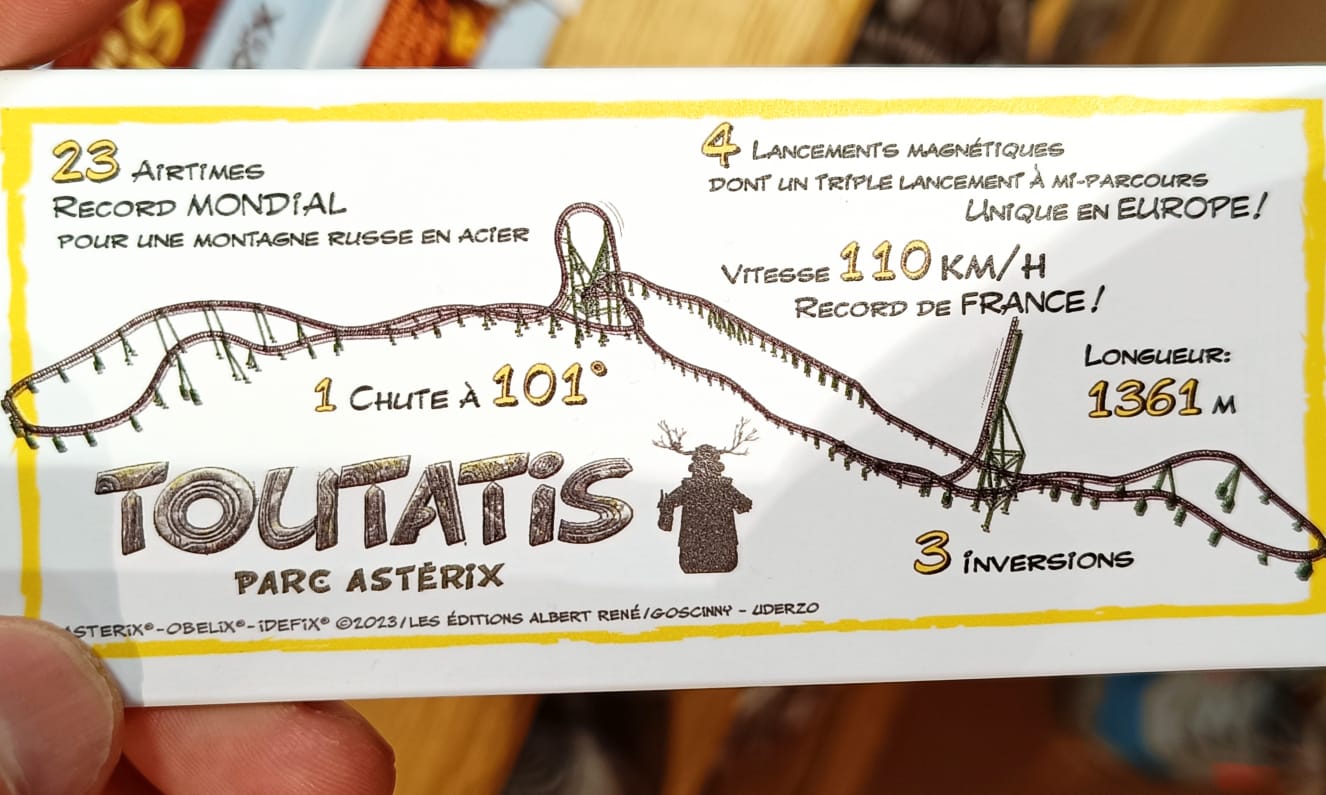 23 AIRTIMES
RECORD MONDIAL
POUR UNE MONTAGNE RUSSE EN ACIER
4 LANCEMENTS MAGNÉTIQUES
DONT UN TRIPLE LANCEMENT À MI-PARCOURS
UNIQUE EN EUROPE!
VITESSE 110 KM/H
RECORD DE FRANCE!
LONGUEUR:
1361 M
1 CHUTE À 101°
TOUTATIS
PARC ASTÉRIX
3 INVERSIONS
ASTERIX®-OBELIX®-IDEFIX® ©2023/LES ÉDITIONS ALBERT RENÉ/GOSCINNY - UDERZO